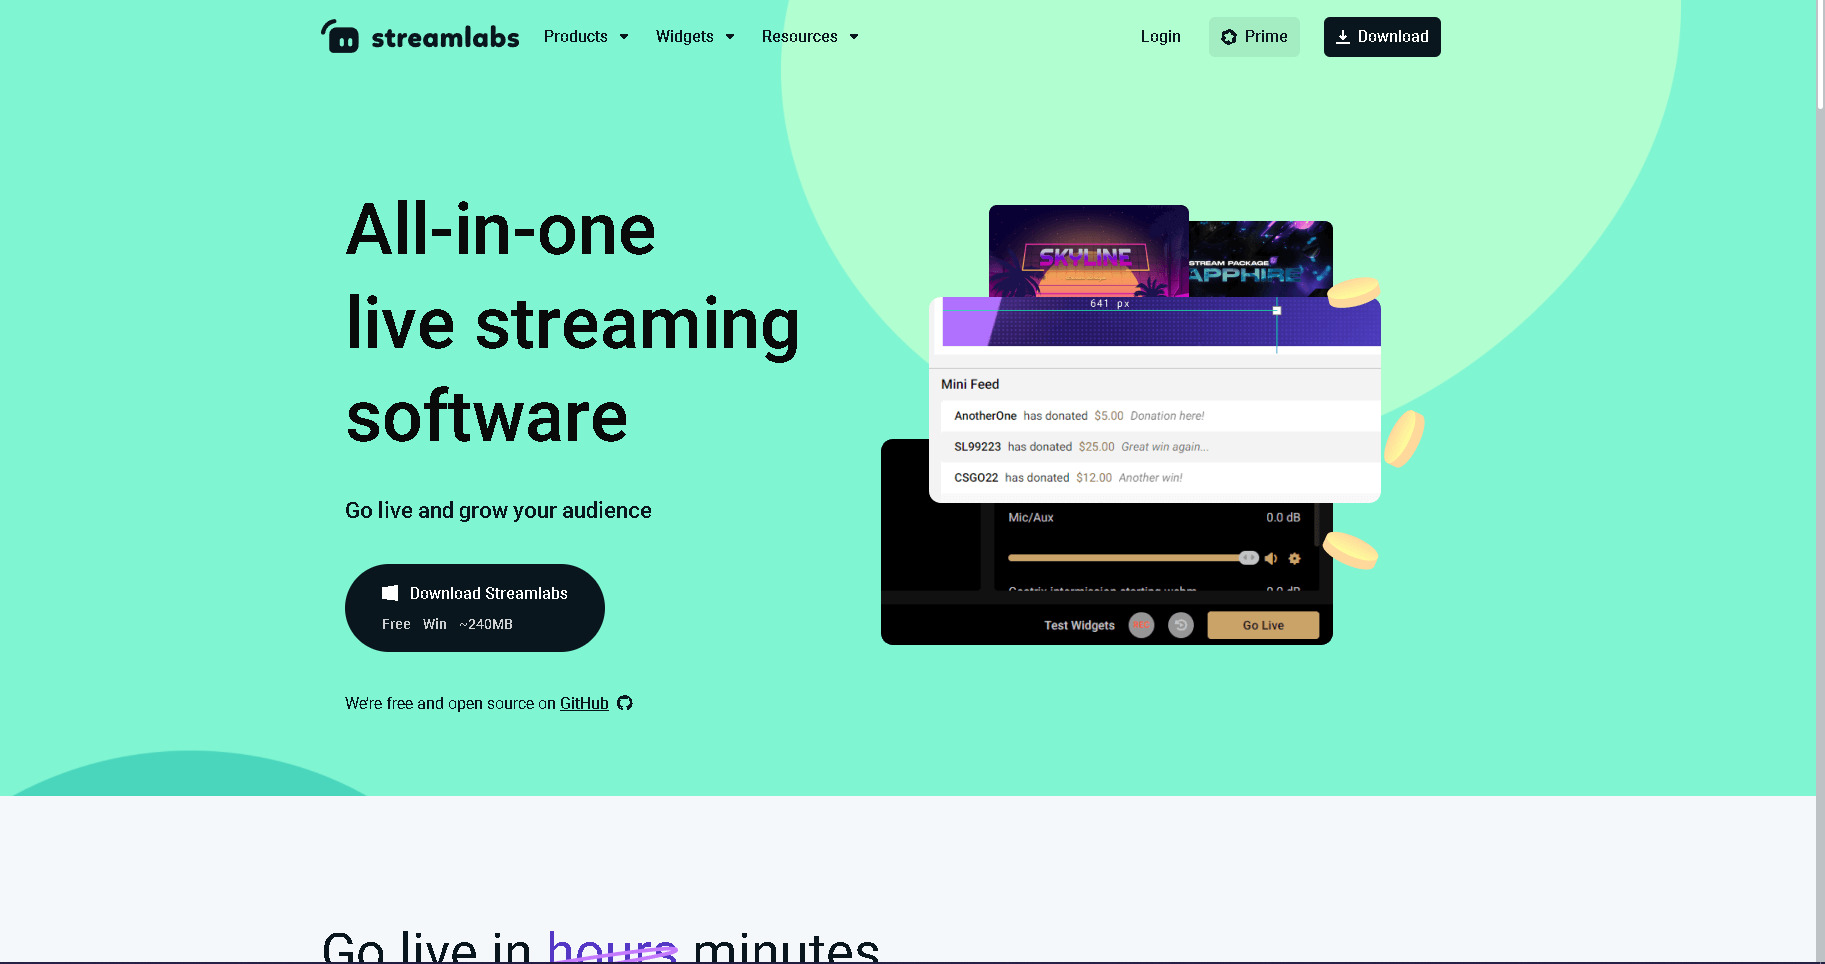 streamlabs Products Widgets Resources Login Prime Download
All-in-one
live streaming
software
Go live and grow your audience
Download Streamlabs
Free Win ~240MB
We're free and open source on GitHub
SKYLINE
STREAM PACKAGE
APPHIRE
641 px
Mini Feed
AnotherOne has donated $5.00 Donation here!
SL99223 has donated $25.00 Great win again...
CSGO22 has donated $12.00 Another win!
Mic/Aux 0.0 dB
Test Widgets REC Go Live
Go live in hours minutes